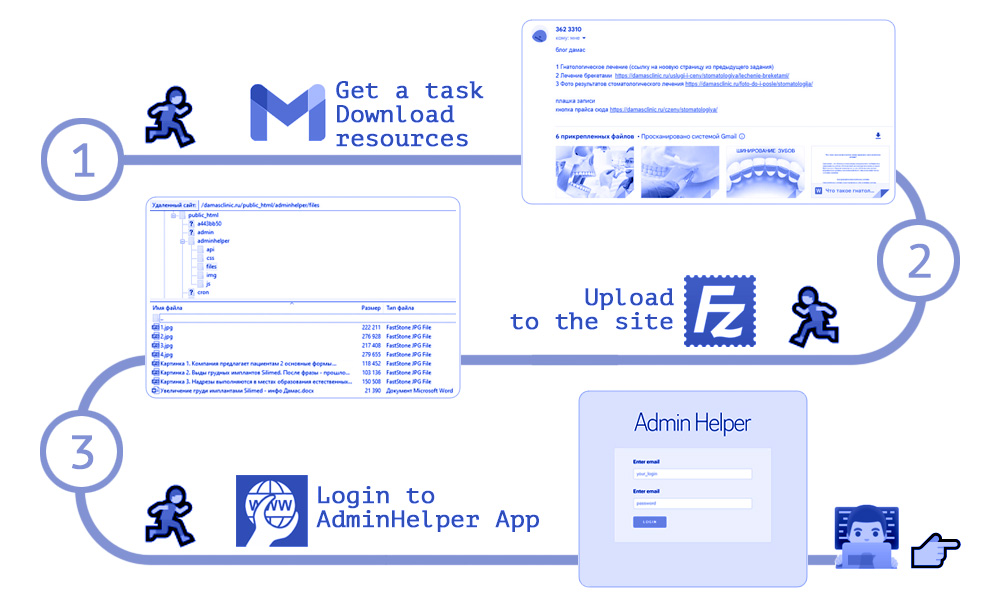 Get a task
Download
resources
1
362 3310
кому: мне
блог дамас
1 Гнатологическое лечение (ссылку на ноовую страницу из предыдущего задания)
2 Лечение брекетами https://damasclinic.ru/uslugi-i-ceny/stomatologiya/lechenie-breketami/
3 Фото результатов стоматологического лечения https://damasclinic.ru/foto-do-i-posle/stomatologiia/
плашка записи
кнопка прайса сюда https://damasclinic.ru/czeny/stomatologiya/
6 прикрепленных файлов • Просканировано системой Gmail
ШИНИРОВАНИЕ ЗУБОВ
W Что такое гнатол...
2
Upload
to the site
FZ
Удаленный сайт: /damasclinic.ru/public_html/adminhelper/files
public_html
a443bb50
admin
adminhelper
api
css
files
img
js
cron
Имя файла Размер Тип файла
..
1.jpg 222 211 FastStone.JPG File
2.jpg 276 928 FastStone.JPG File
3.jpg 217 408 FastStone.JPG File
4.jpg 279 655 FastStone.JPG File
Картинка 1. Компания предлагает пациентам 2 основные формы:... 118 452 FastStone.JPG File
Картинка 2. Выды грудных имплантов Silimed. После фразы - прошло... 103 136 FastStone.JPG File
Картинка 3. Надрезы выполняются в местах образования естественных... 150 508 FastStone.JPG File
Увеличение груди имплантами Silimed - инфо Дамас.docx 21 390 Документ Microsoft Word
3
WWW
Login to
AdminHelper App
Admin Helper
Enter email
your_login
Enter email
password
LOGIN